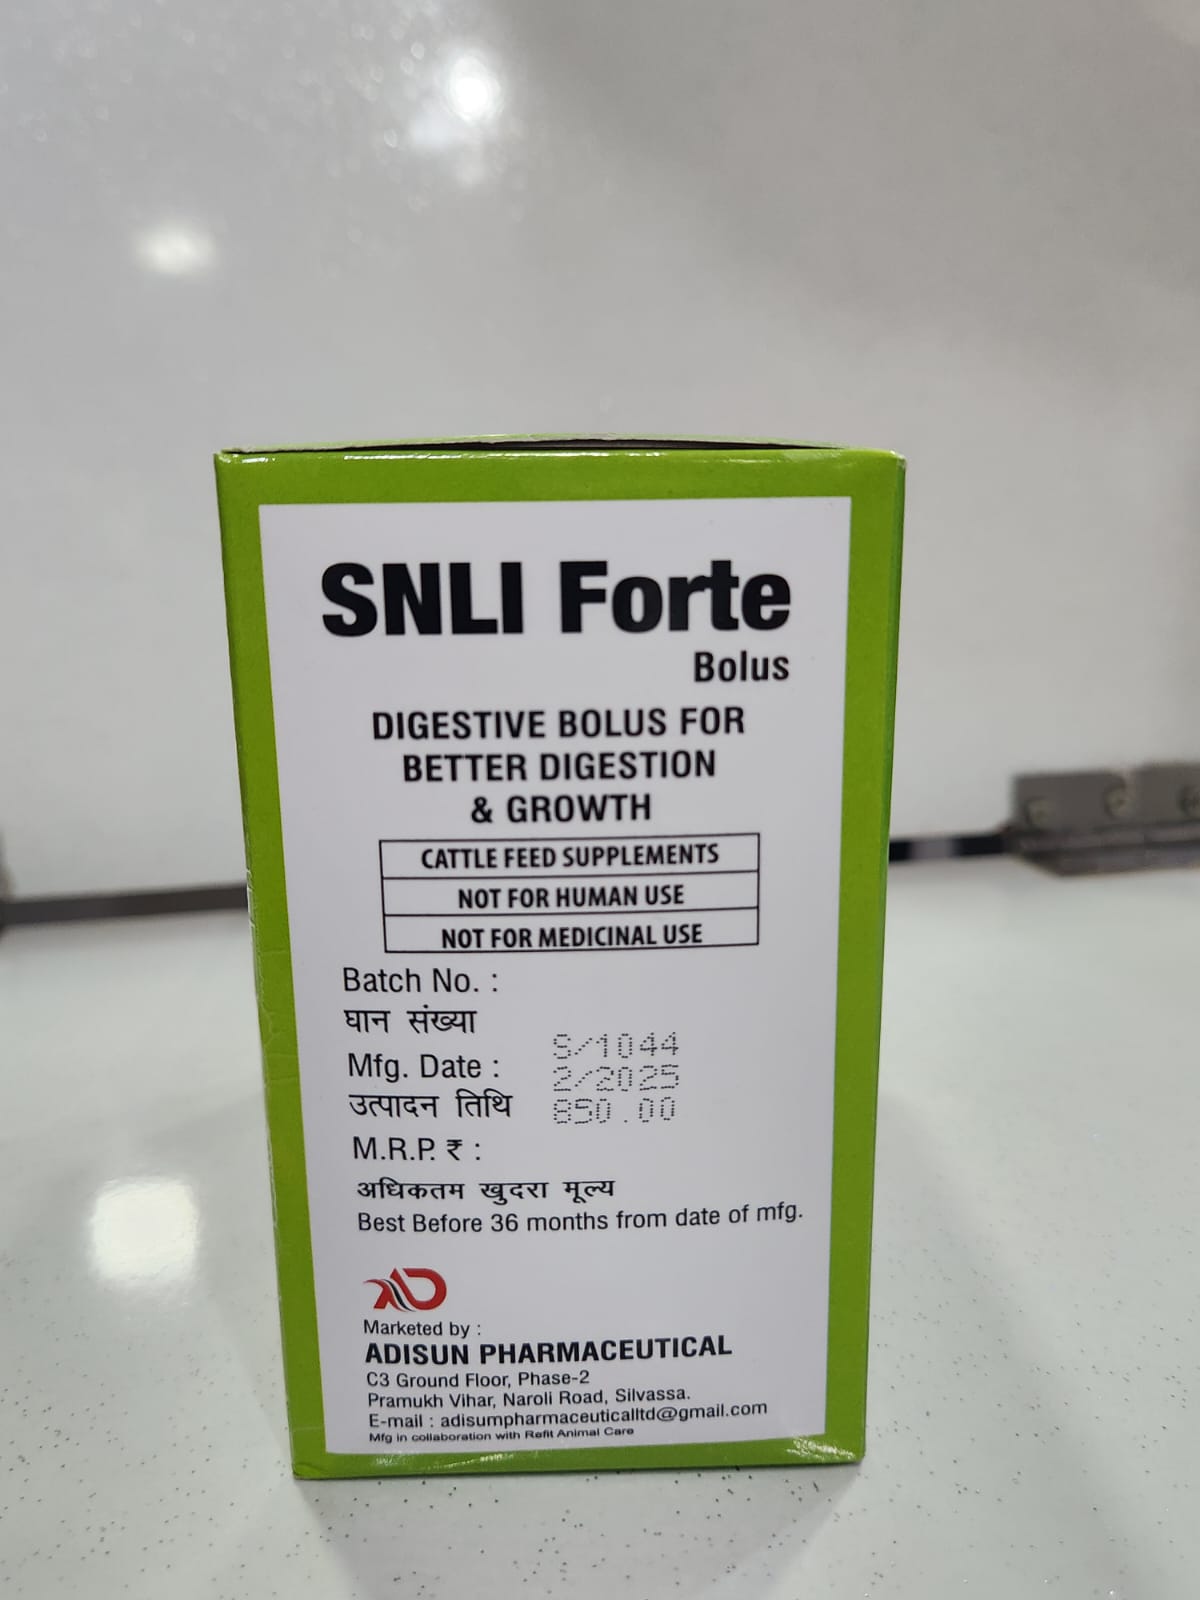 SNLI Forte
Bolus
DIGESTIVE BOLUS FOR
BETTER DIGESTION
& GROWTH
CATTLE FEED SUPPLEMENTS
NOT FOR HUMAN USE
NOT FOR MEDICINAL USE
Batch No. :
घान संख्या
S/1044
Mfg. Date :
2/2025
उत्पादन तिथि
850.00
M.R.P. ₹ :
अधिकतम खुदरा मूल्य
Best Before 36 months from date of mfg.
Marketed by :
ADISUN PHARMACEUTICAL
C3 Ground Floor, Phase-2
Pramukh Vihar, Naroli Road, Silvassa.
E-mail : adisumpharmaceuticalltd@gmail.com
Mfg in collaboration with Refit Animal Care